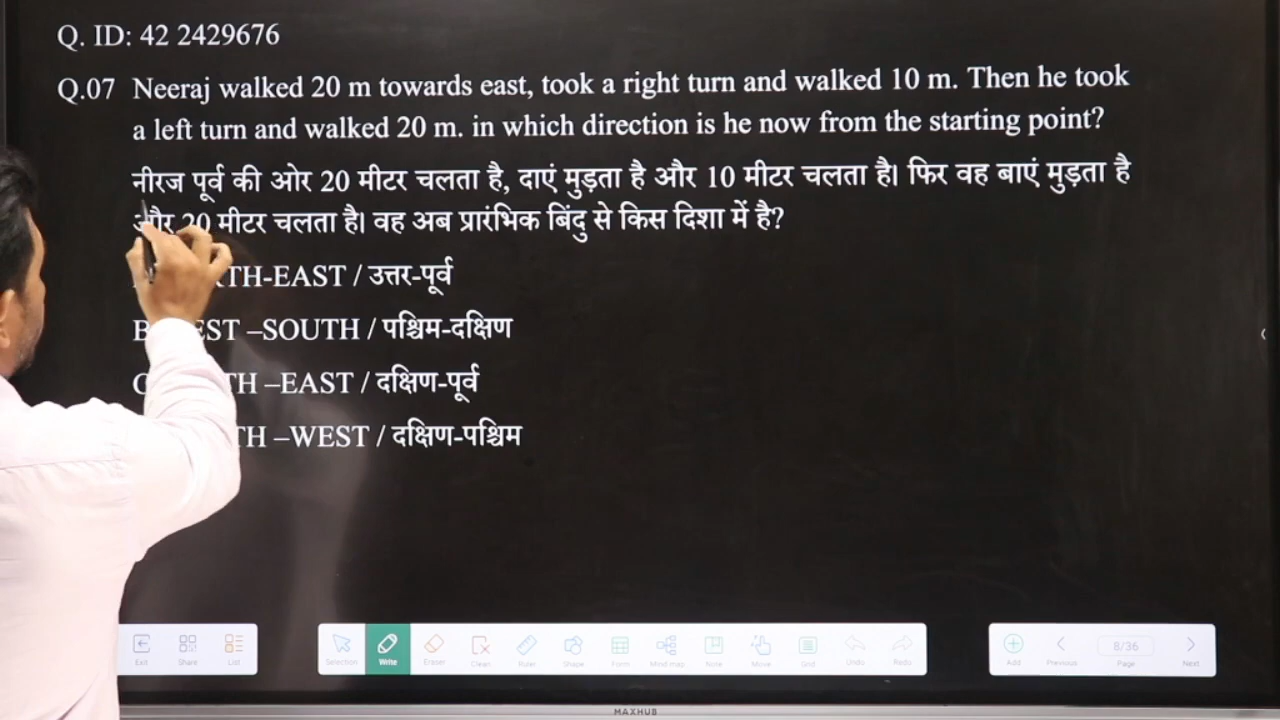 Q. ID: 42 2429676
Q.07 Neeraj walked 20 m towards east, took a right turn and walked 10 m. Then he took
a left turn and walked 20 m. in which direction is he now from the starting point?
नीरज पूर्व की ओर 20 मीटर चलता है, दाएं मुड़ता है और 10 मीटर चलता है। फिर वह बाएं मुड़ता है
और 20 मीटर चलता है। वह अब प्रारंभिक बिंदु से किस दिशा में है?
TH-EAST / उत्तर-पूर्व
B EST –SOUTH / पश्चिम-दक्षिण
TH –EAST / दक्षिण-पूर्व
TH –WEST / दक्षिण-पश्चिम
Exit Share List Selection Write Eraser Clean Ruler Shape Form Mind map Note Move Grid Undo Redo Add Previous 8/36 Page Next
MAXHUB